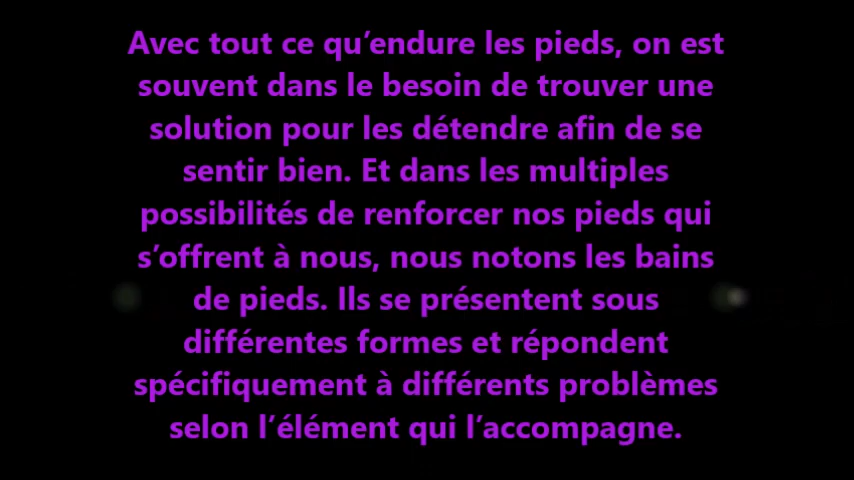 Avec tout ce qu’endure les pieds, on est
souvent dans le besoin de trouver une
solution pour les détendre afin de se
sentir bien. Et dans les multiples
possibilités de renforcer nos pieds qui
s’offrent à nous, nous notons les bains
de pieds. Ils se présentent sous
différentes formes et répondent
spécifiquement à différents problèmes
selon l’élément qui l’accompagne.